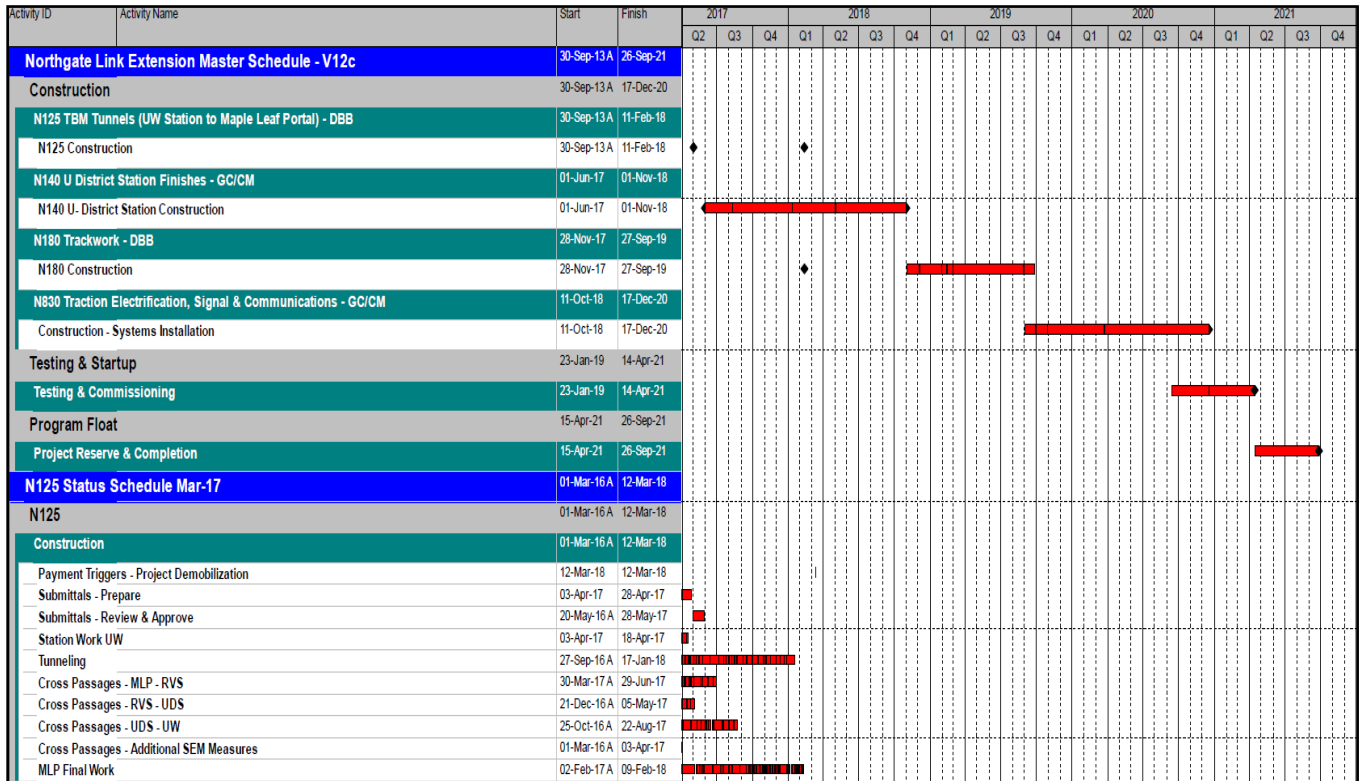 Activity ID Activity Name Start Finish 2017 2018 2019 2020 2021
Q2 Q3 Q4 Q1 Q2 Q3 Q4 Q1 Q2 Q3 Q4 Q1 Q2 Q3 Q4 Q1 Q2 Q3 Q4
Northgate Link Extension Master Schedule - V12c 30-Sep-13 A 26-Sep-21
Construction 30-Sep-13 A 17-Dec-20
N125 TBM Tunnels (UW Station to Maple Leaf Portal) - DBB 30-Sep-13 A 11-Feb-18
N125 Construction 30-Sep-13 A 11-Feb-18
N140 U District Station Finishes - GC/CM 01-Jun-17 01-Nov-18
N140 U- District Station Construction 01-Jun-17 01-Nov-18
N180 Trackwork - DBB 28-Nov-17 27-Sep-19
N180 Construction 28-Nov-17 27-Sep-19
N830 Traction Electrification, Signal & Communications - GC/CM 11-Oct-18 17-Dec-20
Construction - Systems Installation 11-Oct-18 17-Dec-20
Testing & Startup 23-Jan-19 14-Apr-21
Testing & Commissioning 23-Jan-19 14-Apr-21
Program Float 15-Apr-21 26-Sep-21
Project Reserve & Completion 15-Apr-21 26-Sep-21
N125 Status Schedule Mar-17 01-Mar-16 A 12-Mar-18
N125 01-Mar-16 A 12-Mar-18
Construction 01-Mar-16 A 12-Mar-18
Payment Triggers - Project Demobilization 12-Mar-18 12-Mar-18
Submittals - Prepare 03-Apr-17 28-Apr-17
Submittals - Review & Approve 20-May-16 A 28-May-17
Station Work UW 03-Apr-17 18-Apr-17
Tunneling 27-Sep-16 A 17-Jan-18
Cross Passages - MLP - RVS 30-Mar-17 A 29-Jun-17
Cross Passages - RVS - UDS 21-Dec-16 A 05-May-17
Cross Passages - UDS - UW 25-Oct-16 A 22-Aug-17
Cross Passages - Additional SEM Measures 01-Mar-16 A 03-Apr-17
MLP Final Work 02-Feb-17 A 09-Feb-18